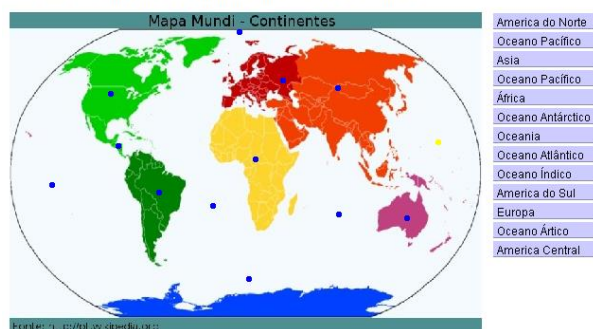 Mapa Mundi - Continentes
America do Norte
Oceano Pacífico
Asia
Oceano Pacífico
África
Oceano Antárctico
Oceania
Oceano Atlântico
Oceano Índico
America do Sul
Europa
Oceano Ártico
America Central